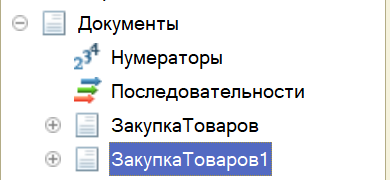 Документы
Нумераторы
Последовательности
ЗакупкаТоваров
ЗакупкаТоваров1